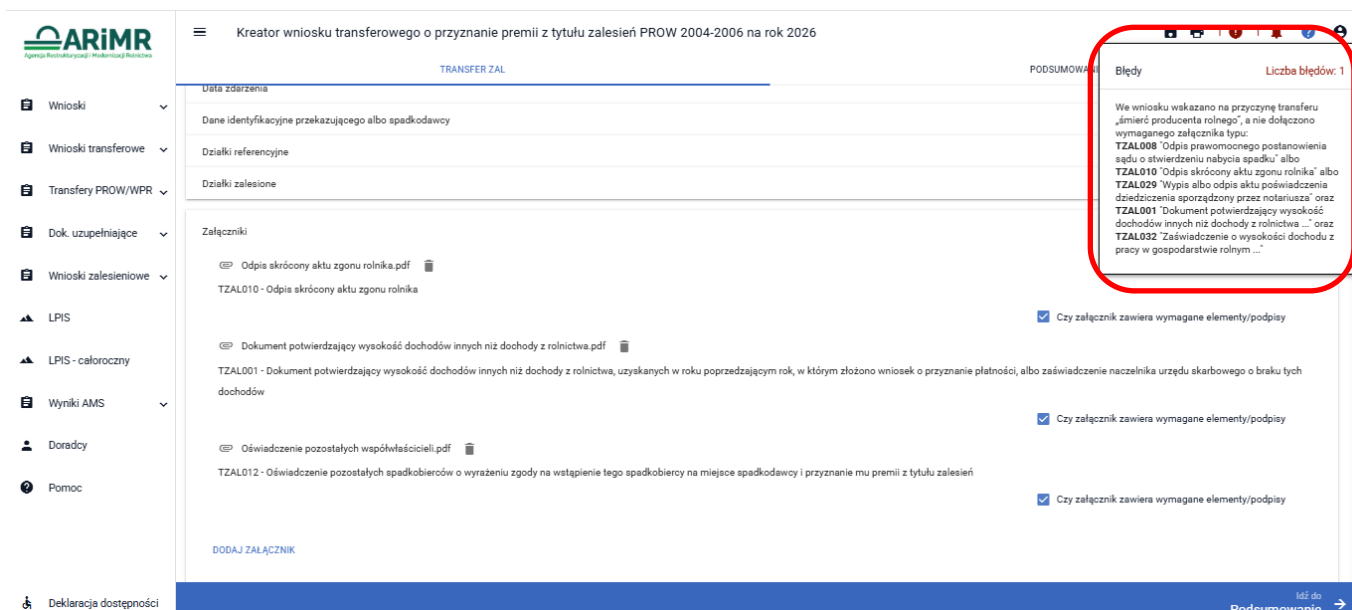 ARiMR
Agencja Restrukturyzacji i Modernizacji Rolnictwa
Kreator wniosku transferowego o przyznanie premii z tytułu zalesień PROW 2004-2006 na rok 2026
TRANSFER ZAL
PODSUMOWANI
Wnioski
Wnioski transferowe
Transfery PROW/WPR
Dok. uzupełniające
Wnioski zalesieniowe
LPIS
LPIS - całoroczny
Wyniki AMS
Doradcy
Pomoc
Deklaracja dostępności
Data zdarzenia
Dane identyfikacyjne przekazującego albo spadkodawcy
Działki referencyjne
Działki zalesione
Załączniki
Odpis skrócony aktu zgonu rolnika.pdf
TZAL010 - Odpis skrócony aktu zgonu rolnika
Czy załącznik zawiera wymagane elementy/podpisy
Dokument potwierdzający wysokość dochodów innych niż dochody z rolnictwa.pdf
TZAL001 - Dokument potwierdzający wysokość dochodów innych niż dochody z rolnictwa, uzyskanych w roku poprzedzającym rok, w którym złożono wniosek o przyznanie płatności, albo zaświadczenie naczelnika urzędu skarbowego o braku tych
dochodów
Czy załącznik zawiera wymagane elementy/podpisy
Oświadczenie pozostałych współwłaścicieli.pdf
TZAL012 - Oświadczenie pozostałych spadkobierców o wyrażeniu zgody na wstąpienie tego spadkobiercy na miejsce spadkodawcy i przyznanie mu premii z tytułu zalesień
Czy załącznik zawiera wymagane elementy/podpisy
DODAJ ZAŁĄCZNIK
Idź do
Podsumowanie
Błędy
Liczba błędów: 1
We wniosku wskazano na przyczynę transferu
„śmierć producenta rolnego”, a nie dołączono
wymaganego załącznika typu:
TZAL008 "Odpis prawomocnego postanowienia
sądu o stwierdzeniu nabycia spadku" albo
TZAL010 "Odpis skrócony aktu zgonu rolnika" albo
TZAL029 "Wypis albo odpis aktu poświadczenia
dziedziczenia sporządzony przez notariusza" oraz
TZAL001 "Dokument potwierdzający wysokość
dochodów innych niż dochody z rolnictwa ..." oraz
TZAL032 "Zaświadczenie o wysokości dochodu z
pracy w gospodarstwie rolnym ..."